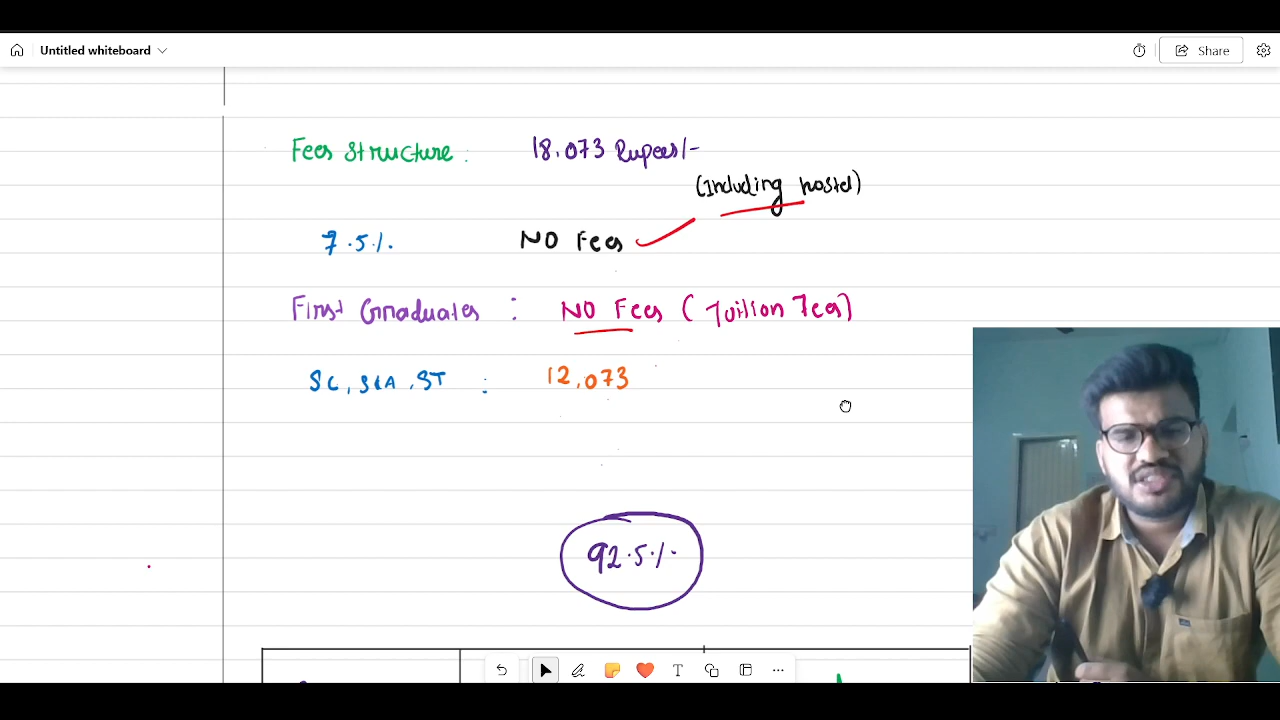 Untitled whiteboard
Share
Fees Structure : 18.073 Rupees/-
(Including hostel)
7.5%. NO Fees
First Graduates : NO Fees (Tuition Fees)
SC, SCA, ST : 12,073
92.5%.
T